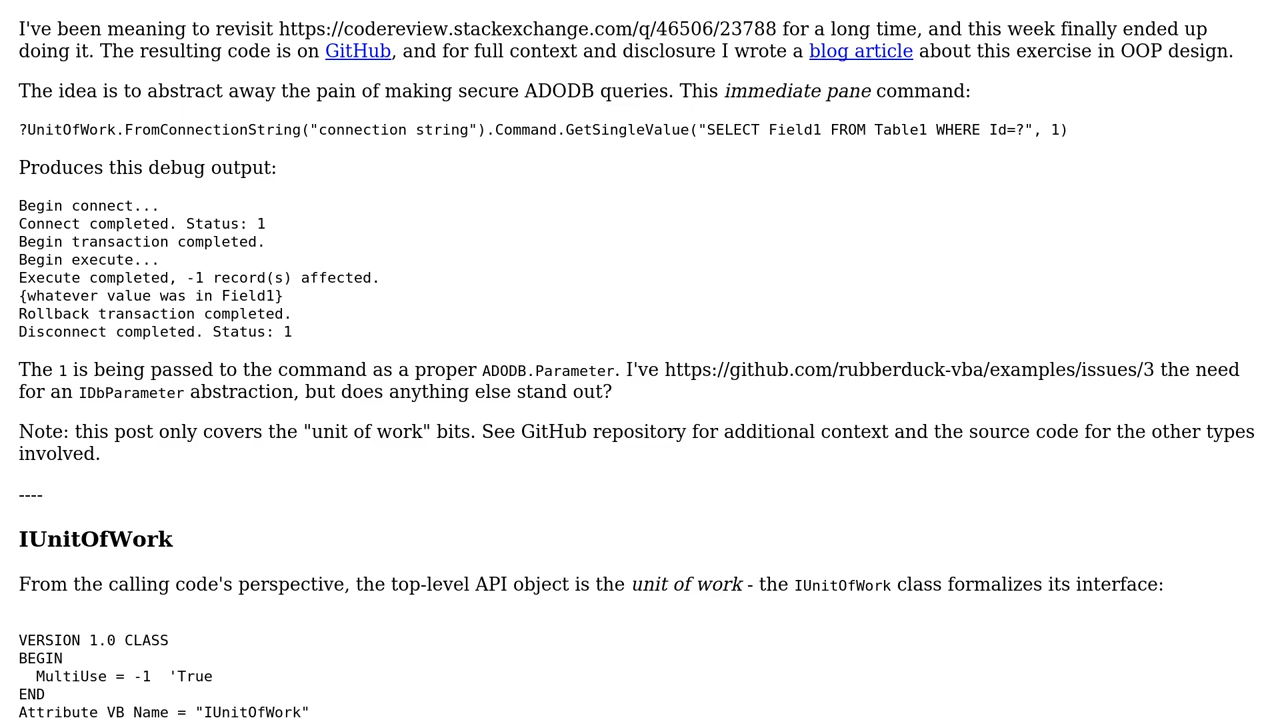 I've been meaning to revisit https://codereview.stackexchange.com/q/46506/23788 for a long time, and this week finally ended up
doing it. The resulting code is on GitHub, and for full context and disclosure I wrote a blog article about this exercise in OOP design.
The idea is to abstract away the pain of making secure ADODB queries. This immediate pane command:
?UnitOfWork.FromConnectionString("connection string").Command.GetSingleValue("SELECT Field1 FROM Table1 WHERE Id=?", 1)
Produces this debug output:
Begin connect...
Connect completed. Status: 1
Begin transaction completed.
Begin execute...
Execute completed, -1 record(s) affected.
{whatever value was in Field1}
Rollback transaction completed.
Disconnect completed. Status: 1
The 1 is being passed to the command as a proper ADODB.Parameter. I've https://github.com/rubberduck-vba/examples/issues/3 the need
for an IDbParameter abstraction, but does anything else stand out?
Note: this post only covers the "unit of work" bits. See GitHub repository for additional context and the source code for the other types
involved.
----
IUnitOfWork
From the calling code's perspective, the top-level API object is the unit of work - the IUnitOfWork class formalizes its interface:
VERSION 1.0 CLASS
BEGIN
  MultiUse = -1  'True
END
Attribute VB_Name = "IUnitOfWork"